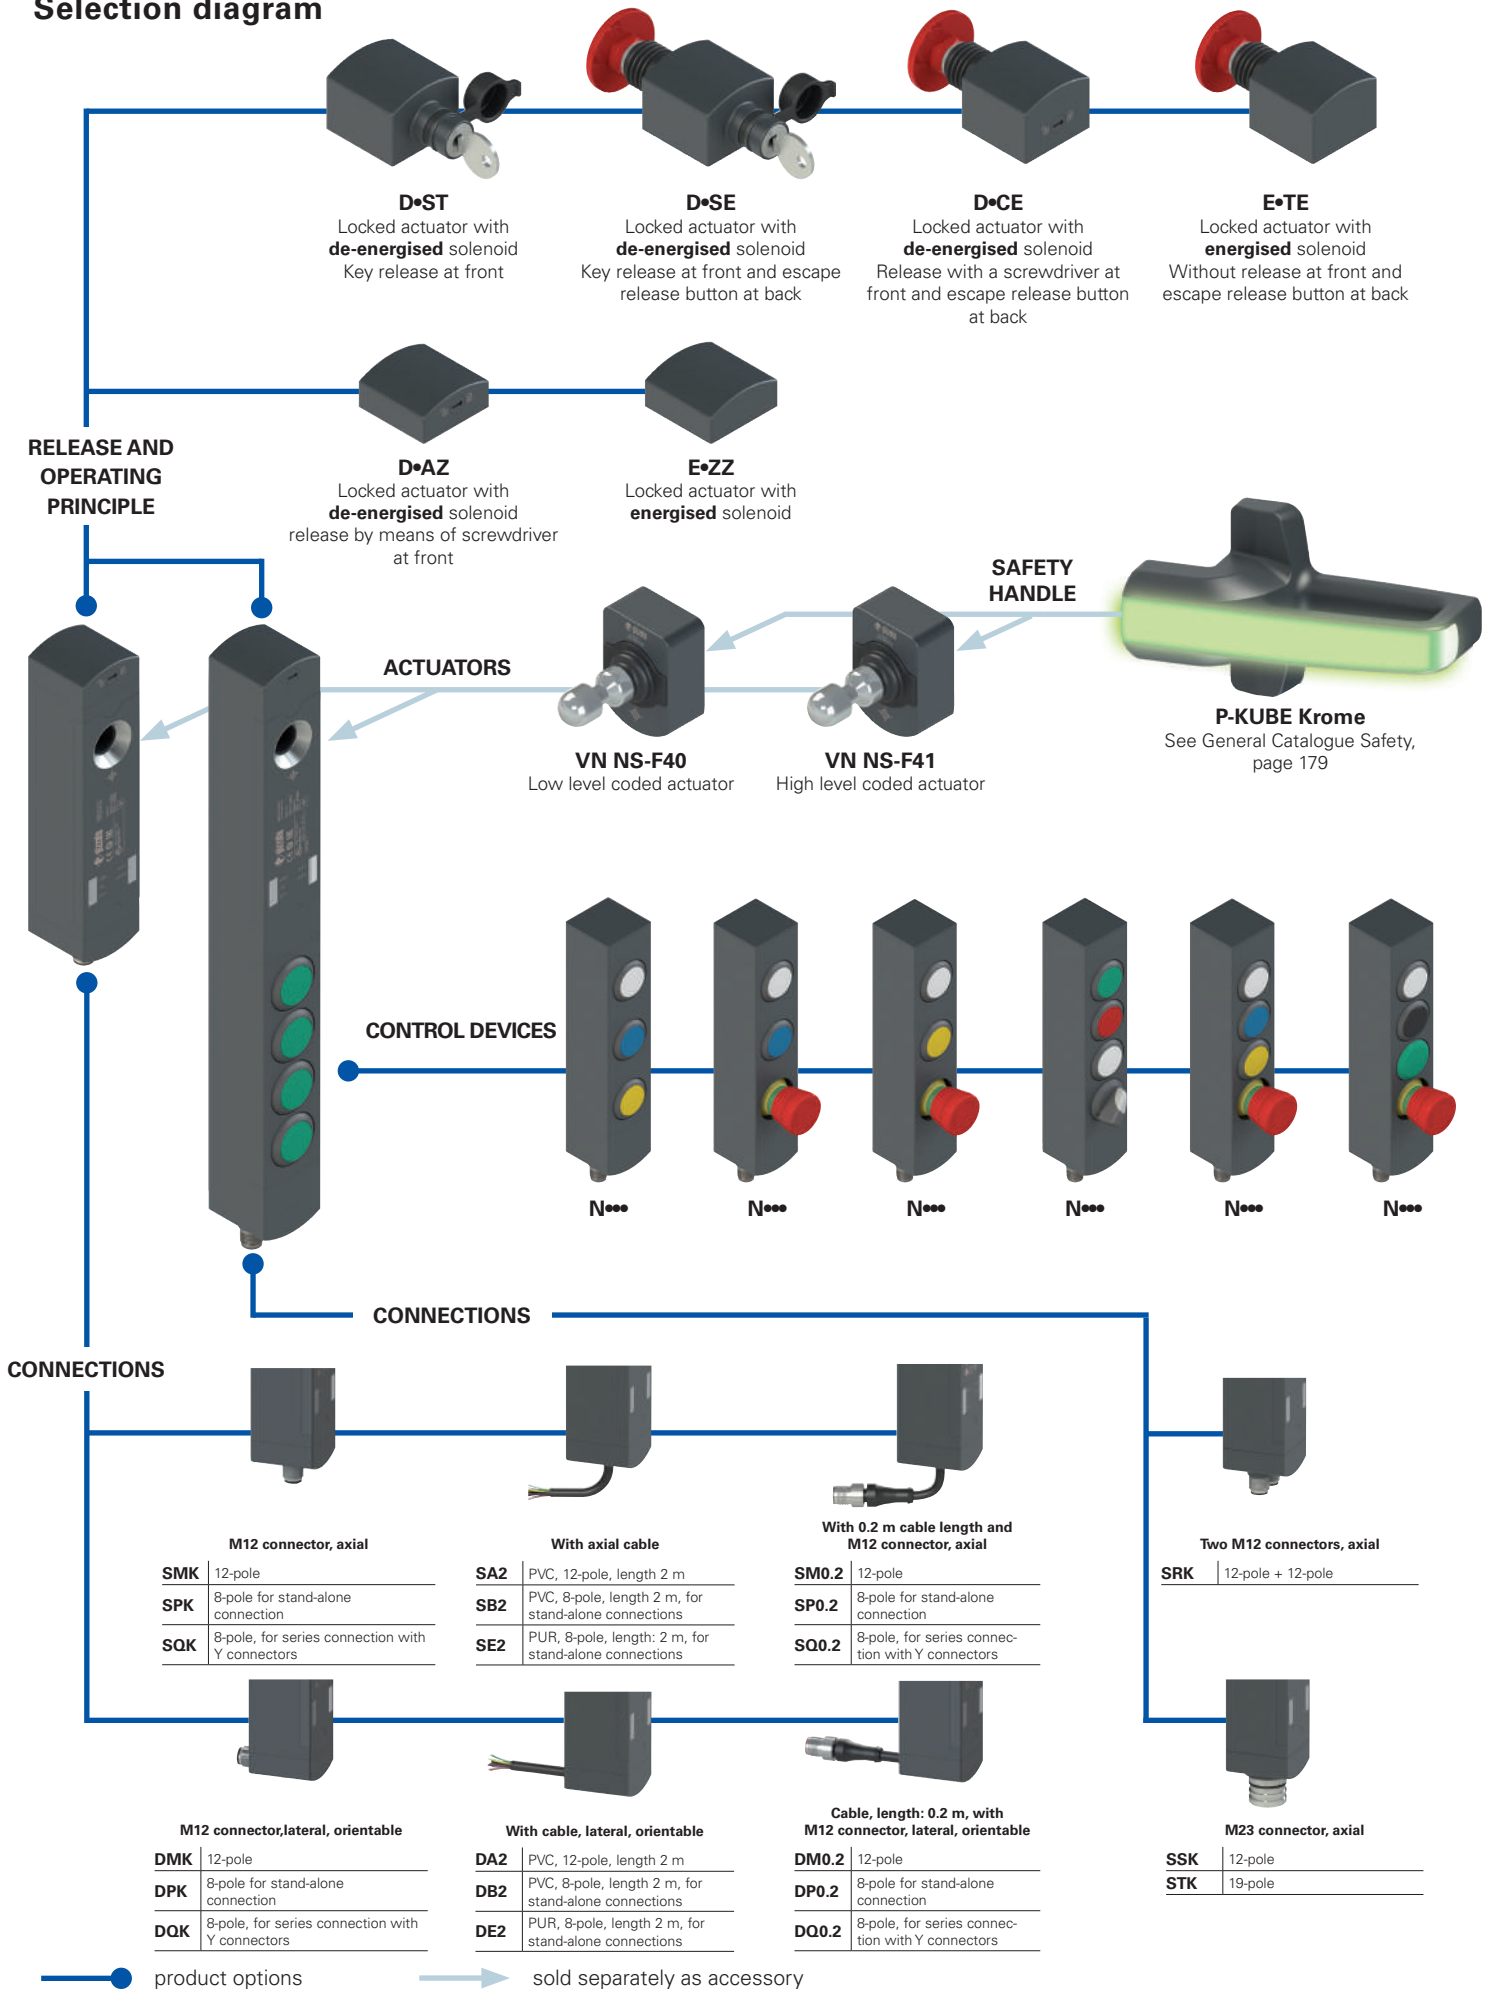 Selection diagram
D•ST
Locked actuator with
de-energised solenoid
Key release at front
D•SE
Locked actuator with
de-energised solenoid
Key release at front and escape
release button at back
D•CE
Locked actuator with
de-energised solenoid
Release with a screwdriver at
front and escape release button
at back
E•TE
Locked actuator with
energised solenoid
Without release at front and
escape release button at back
RELEASE AND
OPERATING
PRINCIPLE
D•AZ
Locked actuator with
de-energised solenoid
release by means of screwdriver
at front
E•ZZ
Locked actuator with
energised solenoid
SAFETY
HANDLE
ACTUATORS
VN NS-F40
Low level coded actuator
VN NS-F41
High level coded actuator
P-KUBE Krome
See General Catalogue Safety,
page 179
CONTROL DEVICES
N•••
N•••
N•••
N•••
N•••
N•••
CONNECTIONS
CONNECTIONS
M12 connector, axial
SMK 12-pole
SPK 8-pole for stand-alone
connection
SQK 8-pole, for series connection with
Y connectors
With axial cable
SA2 PVC, 12-pole, length 2 m
SB2 PVC, 8-pole, length 2 m, for
stand-alone connections
SE2 PUR, 8-pole, length: 2 m, for
stand-alone connections
With 0.2 m cable length and
M12 connector, axial
SM0.2 12-pole
SP0.2 8-pole for stand-alone
connection
SQ0.2 8-pole, for series connec-
tion with Y connectors
Two M12 connectors, axial
SRK 12-pole + 12-pole
M12 connector,lateral, orientable
DMK 12-pole
DPK 8-pole for stand-alone
connection
DQK 8-pole, for series connection with
Y connectors
With cable, lateral, orientable
DA2 PVC, 12-pole, length 2 m
DB2 PVC, 8-pole, length 2 m, for
stand-alone connections
DE2 PUR, 8-pole, length 2 m, for
stand-alone connections
Cable, length: 0.2 m, with
M12 connector, lateral, orientable
DM0.2 12-pole
DP0.2 8-pole for stand-alone
connection
DQ0.2 8-pole, for series connec-
tion with Y connectors
M23 connector, axial
SSK 12-pole
STK 19-pole
product options
sold separately as accessory